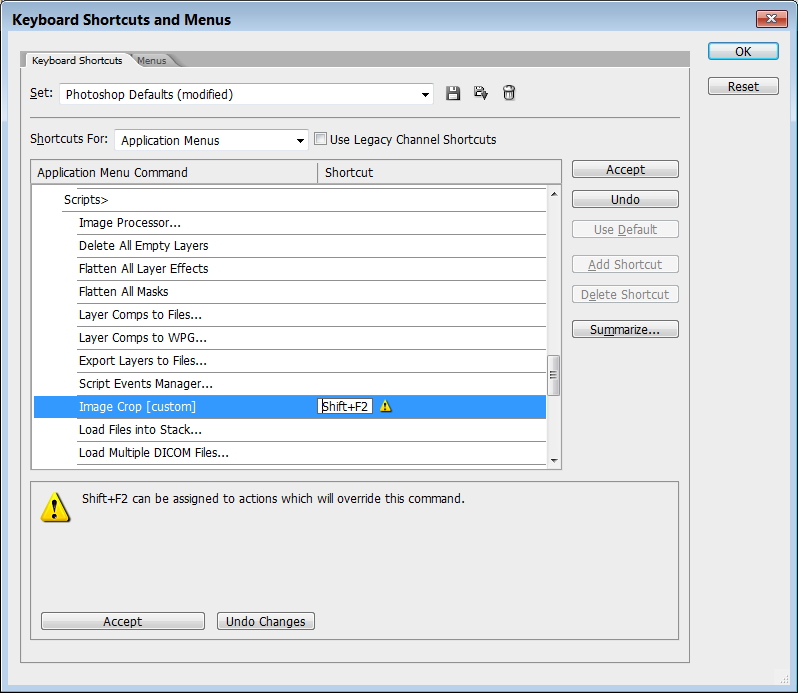 Keyboard Shortcuts and Menus
Keyboard Shortcuts Menus
OK
Reset
Set: Photoshop Defaults (modified)
Shortcuts For: Application Menus Use Legacy Channel Shortcuts
Application Menu Command Shortcut
Scripts>
Image Processor...
Delete All Empty Layers
Flatten All Layer Effects
Flatten All Masks
Layer Comps to Files...
Layer Comps to WPG...
Export Layers to Files...
Script Events Manager...
Image Crop [custom] Shift+F2
Load Files into Stack...
Load Multiple DICOM Files...
Accept
Undo
Use Default
Add Shortcut
Delete Shortcut
Summarize...
Shift+F2 can be assigned to actions which will override this command.
Accept Undo Changes